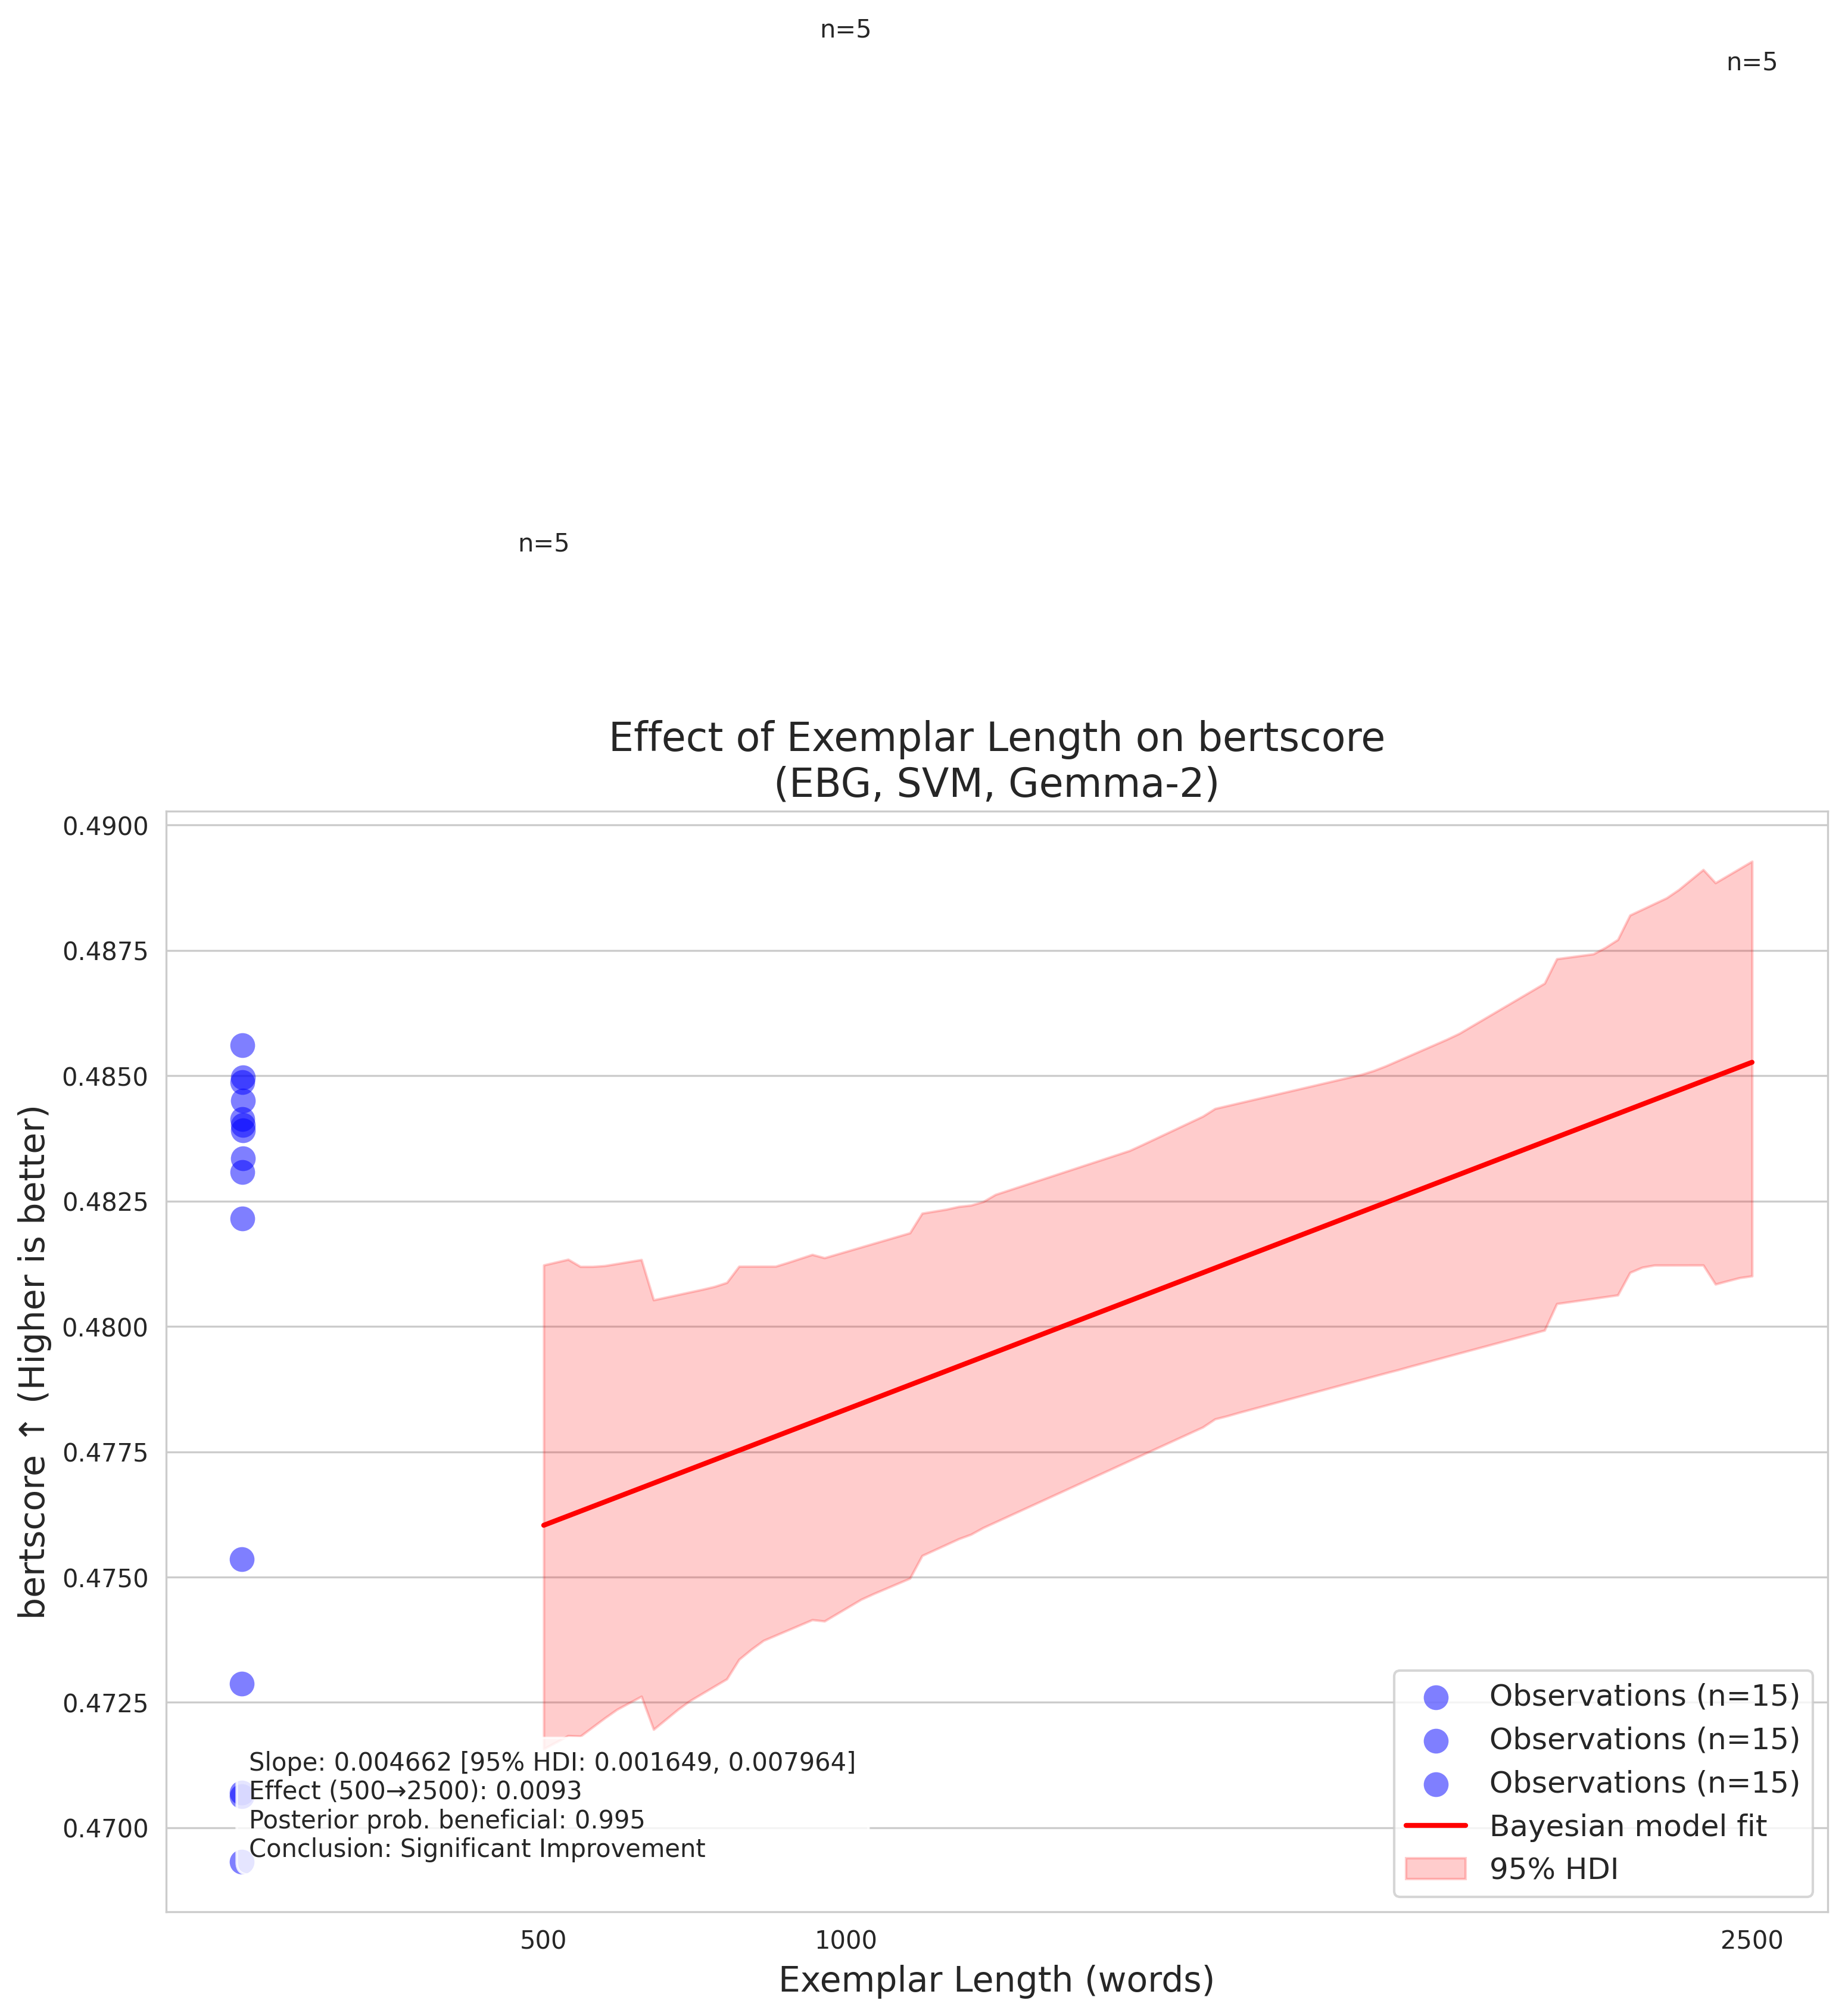 n=5
n=5
n=5
Effect of Exemplar Length on bertscore
(EBG, SVM, Gemma-2)
bertscore ↑ (Higher is better)
0.4900
0.4875
0.4850
0.4825
0.4800
0.4775
0.4750
0.4725
0.4700
Slope: 0.004662 [95% HDI: 0.001649, 0.007964]
Effect (500→2500): 0.0093
Posterior prob. beneficial: 0.995
Conclusion: Significant Improvement
Observations (n=15)
Observations (n=15)
Observations (n=15)
Bayesian model fit
95% HDI
500
1000
2500
Exemplar Length (words)